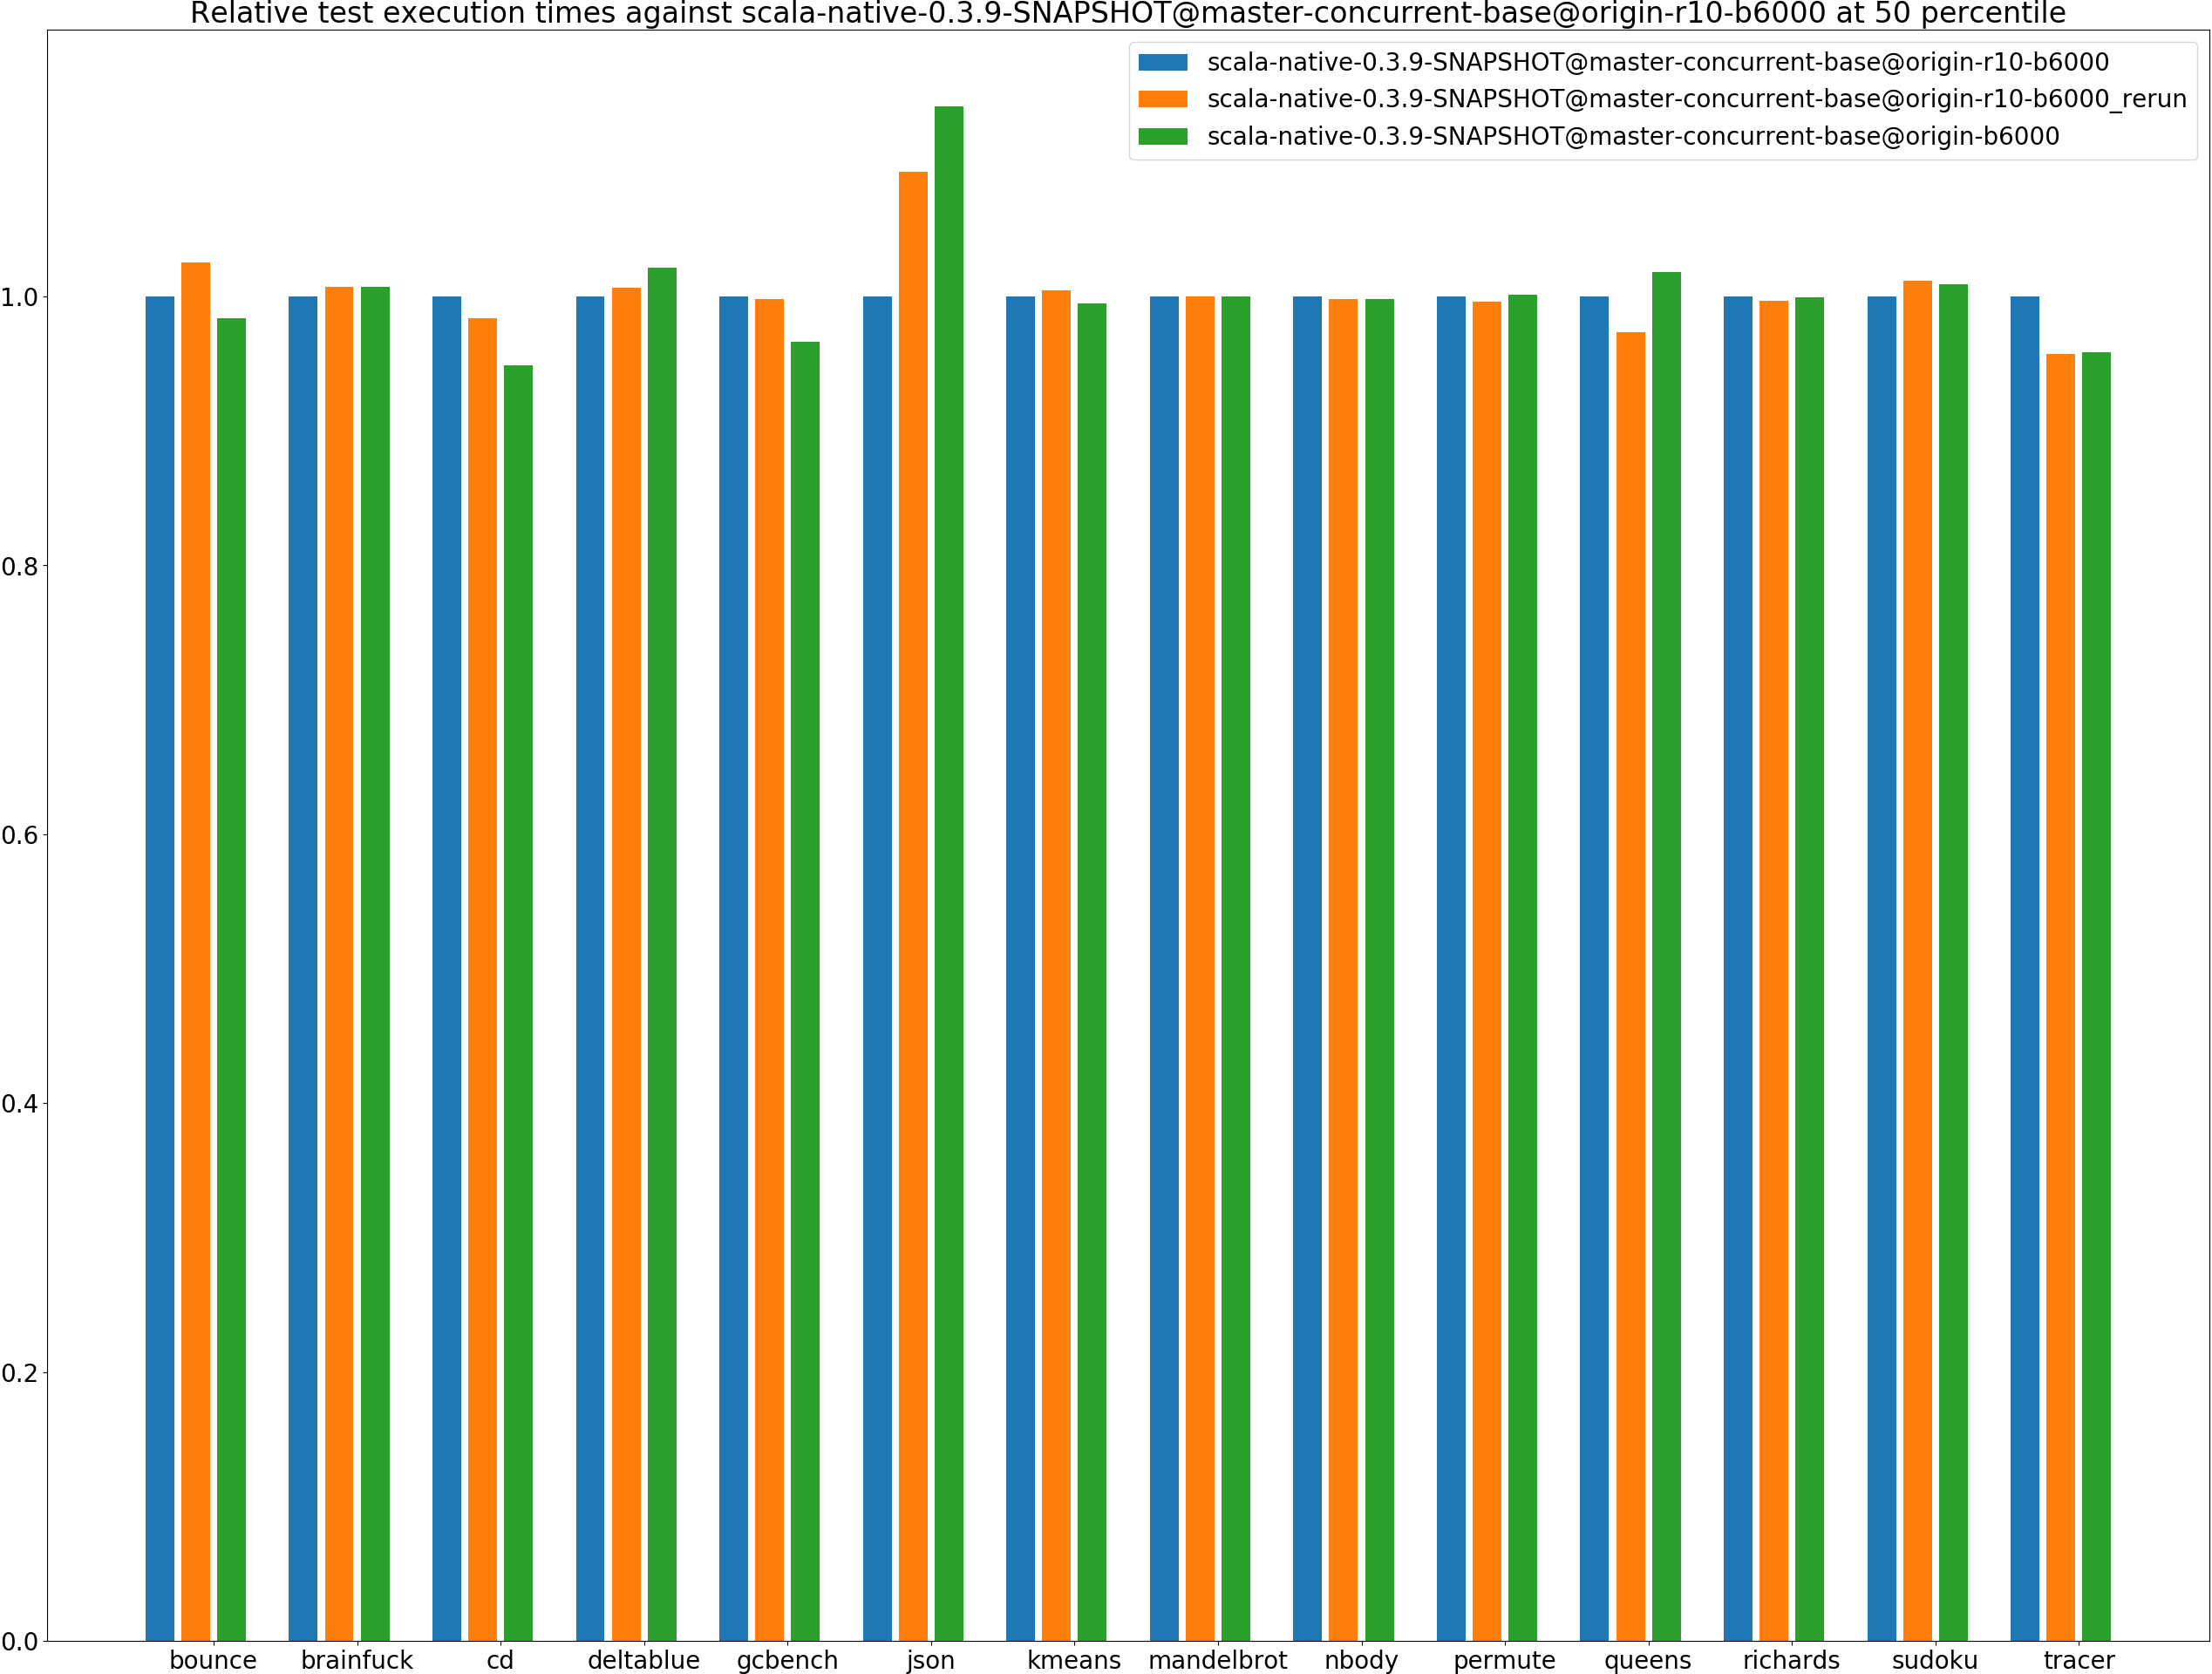 Relative test execution times against scala-native-0.3.9-SNAPSHOT@master-concurrent-base@origin-r10-b6000 at 50 percentile
scala-native-0.3.9-SNAPSHOT@master-concurrent-base@origin-r10-b6000
scala-native-0.3.9-SNAPSHOT@master-concurrent-base@origin-r10-b6000_rerun
scala-native-0.3.9-SNAPSHOT@master-concurrent-base@origin-b6000
1.0
0.8
0.6
0.4
0.2
0.0
bounce brainfuck cd deltablue gcbench json kmeans mandelbrot nbody permute queens richards sudoku tracer